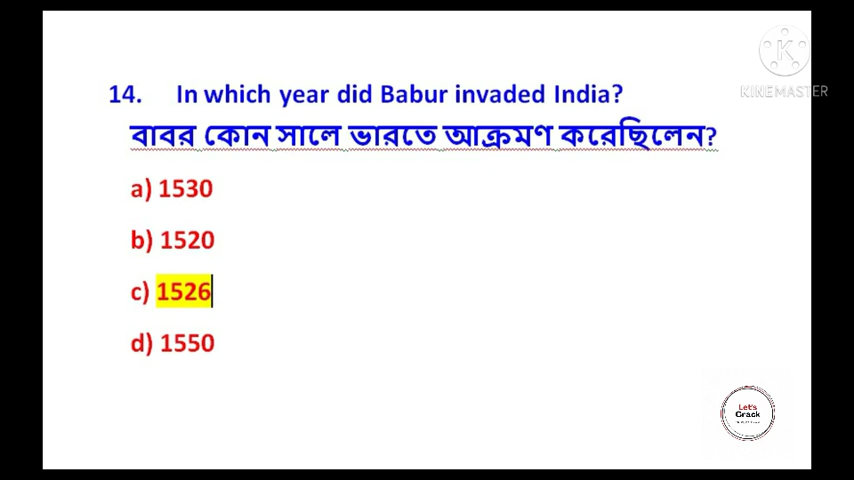 KINEMASTER
14. In which year did Babur invaded India?
বাবর কোন সালে ভারতে আক্রমণ করেছিলেন?
a) 1530
b) 1520
c) 1526
d) 1550
Let's
Crack